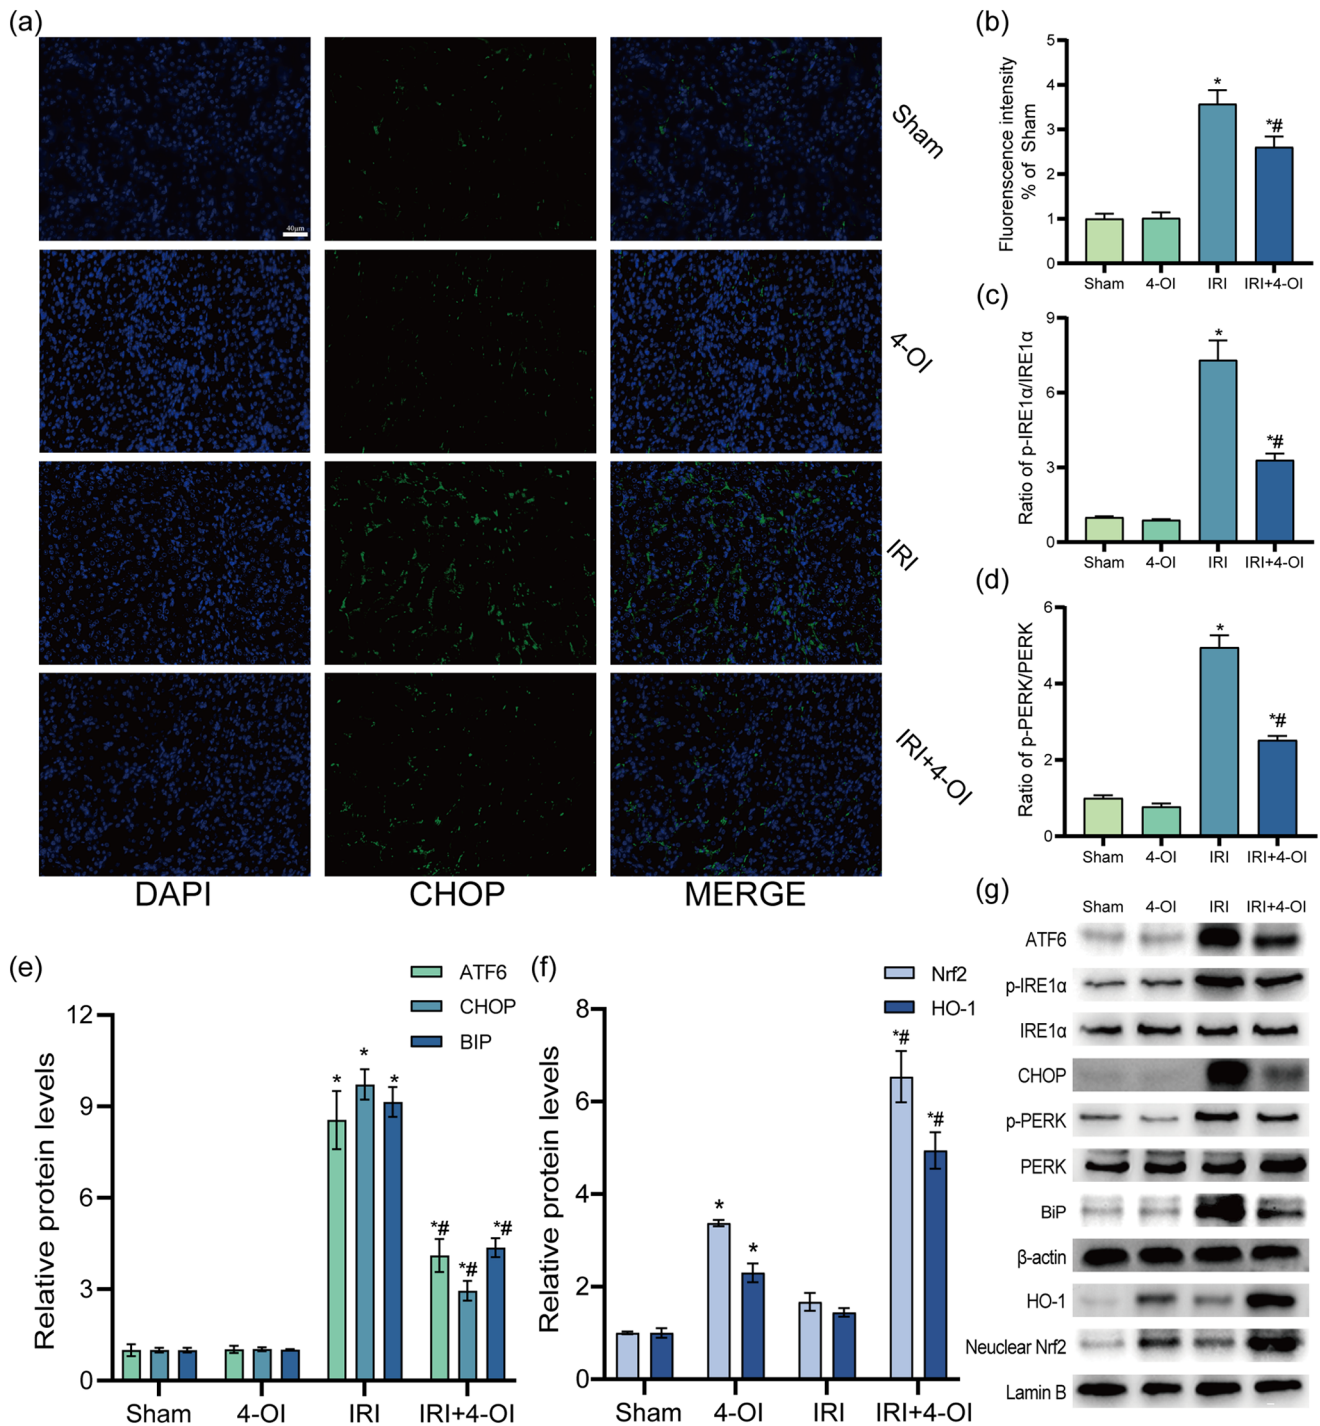 (a)
40μm
Sham
4-OI
IRI
IRI+4-OI
DAPI
CHOP
MERGE
(b)
Fluorenscence intensity
% of Sham
5
4
3
2
1
0
*
*#
Sham
4-OI
IRI
IRI+4-OI
(c)
Ratio of p-IRE1α/IRE1α
9
6
3
0
*
*#
Sham
4-OI
IRI
IRI+4-OI
(d)
Ratio of p-PERK/PERK
6
4
2
0
*
*#
Sham
4-OI
IRI
IRI+4-OI
(e)
ATF6
CHOP
BIP
Relative protein levels
12
9
6
3
0
*
*
*
*#
*#
*#
Sham
4-OI
IRI
IRI+4-OI
(f)
Nrf2
HO-1
Relative protein levels
8
6
4
2
0
*
*
*#
*#
Sham
4-OI
IRI
IRI+4-OI
(g)
Sham
4-OI
IRI
IRI+4-OI
ATF6
p-IRE1α
IRE1α
CHOP
p-PERK
PERK
BiP
β-actin
HO-1
Neuclear Nrf2
Lamin B